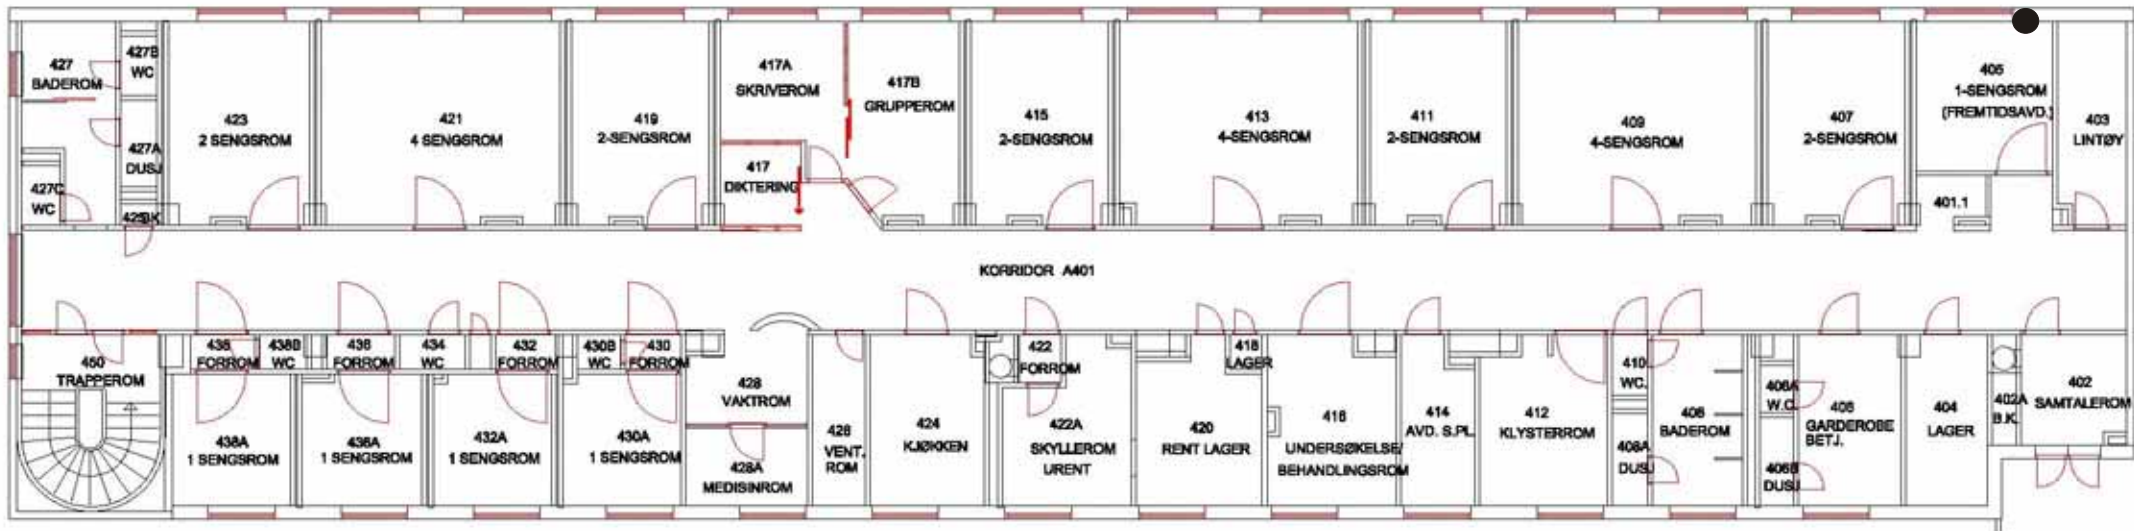 427
BADEROM
427B
WC
427A
DUSJ
427C
WC
425BK
423
2 SENGSROM
421
4 SENGSROM
419
2-SENGSROM
417A
SKRIVEROM
417
DIKTERING
417B
GRUPPEROM
415
2-SENGSROM
413
4-SENGSROM
411
2-SENGSROM
409
4-SENGSROM
407
2-SENGSROM
405
1-SENGSROM
(FREMTIDSAVD.)
403
LINTØY
401.1
KORRIDOR A401
450
TRAPPEROM
438
FORROM
438B
WC
436
FORROM
434
WC
432
FORROM
430B
WC
430
FORROM
438A
1 SENGSROM
436A
1 SENGSROM
432A
1 SENGSROM
430A
1 SENGSROM
428
VAKTROM
428A
MEDISINROM
426
VENT.
ROM
424
KJØKKEN
422
FORROM
422A
SKYLLEROM
URENT
420
RENT LAGER
418
LAGER
416
UNDERSØKELSE/
BEHANDLINGSROM
414
AVD. S.PL.
412
KLYSTERROM
410
WC.
408A
DUSJ
408
BADEROM
406A
W.C.
406B
DUSJ
406
GARDEROBE
BETJ.
404
LAGER
402A
B.K.
402
SAMTALEROM